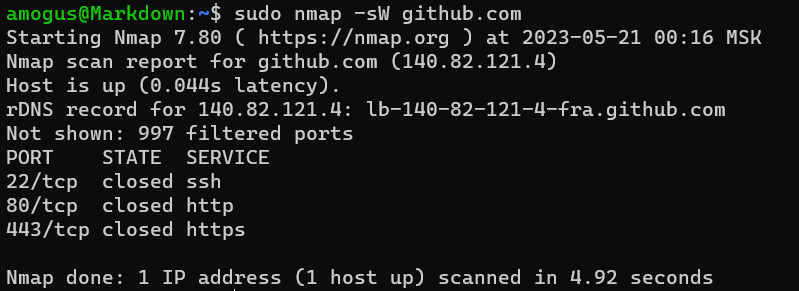 amogus@Markdown:~$ sudo nmap -sW github.com
Starting Nmap 7.80 ( https://nmap.org ) at 2023-05-21 00:16 MSK
Nmap scan report for github.com (140.82.121.4)
Host is up (0.044s latency).
rDNS record for 140.82.121.4: lb-140-82-121-4-fra.github.com
Not shown: 997 filtered ports
PORT    STATE  SERVICE
22/tcp  closed ssh
80/tcp  closed http
443/tcp closed https

Nmap done: 1 IP address (1 host up) scanned in 4.92 seconds